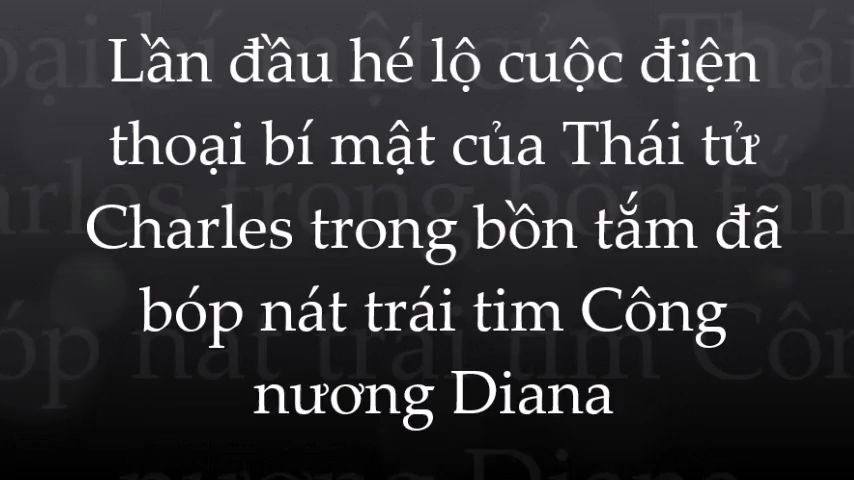 Lần đầu hé lộ cuộc điện
thoại bí mật của Thái tử
Charles trong bồn tắm đã
bóp nát trái tim Công
nương Diana